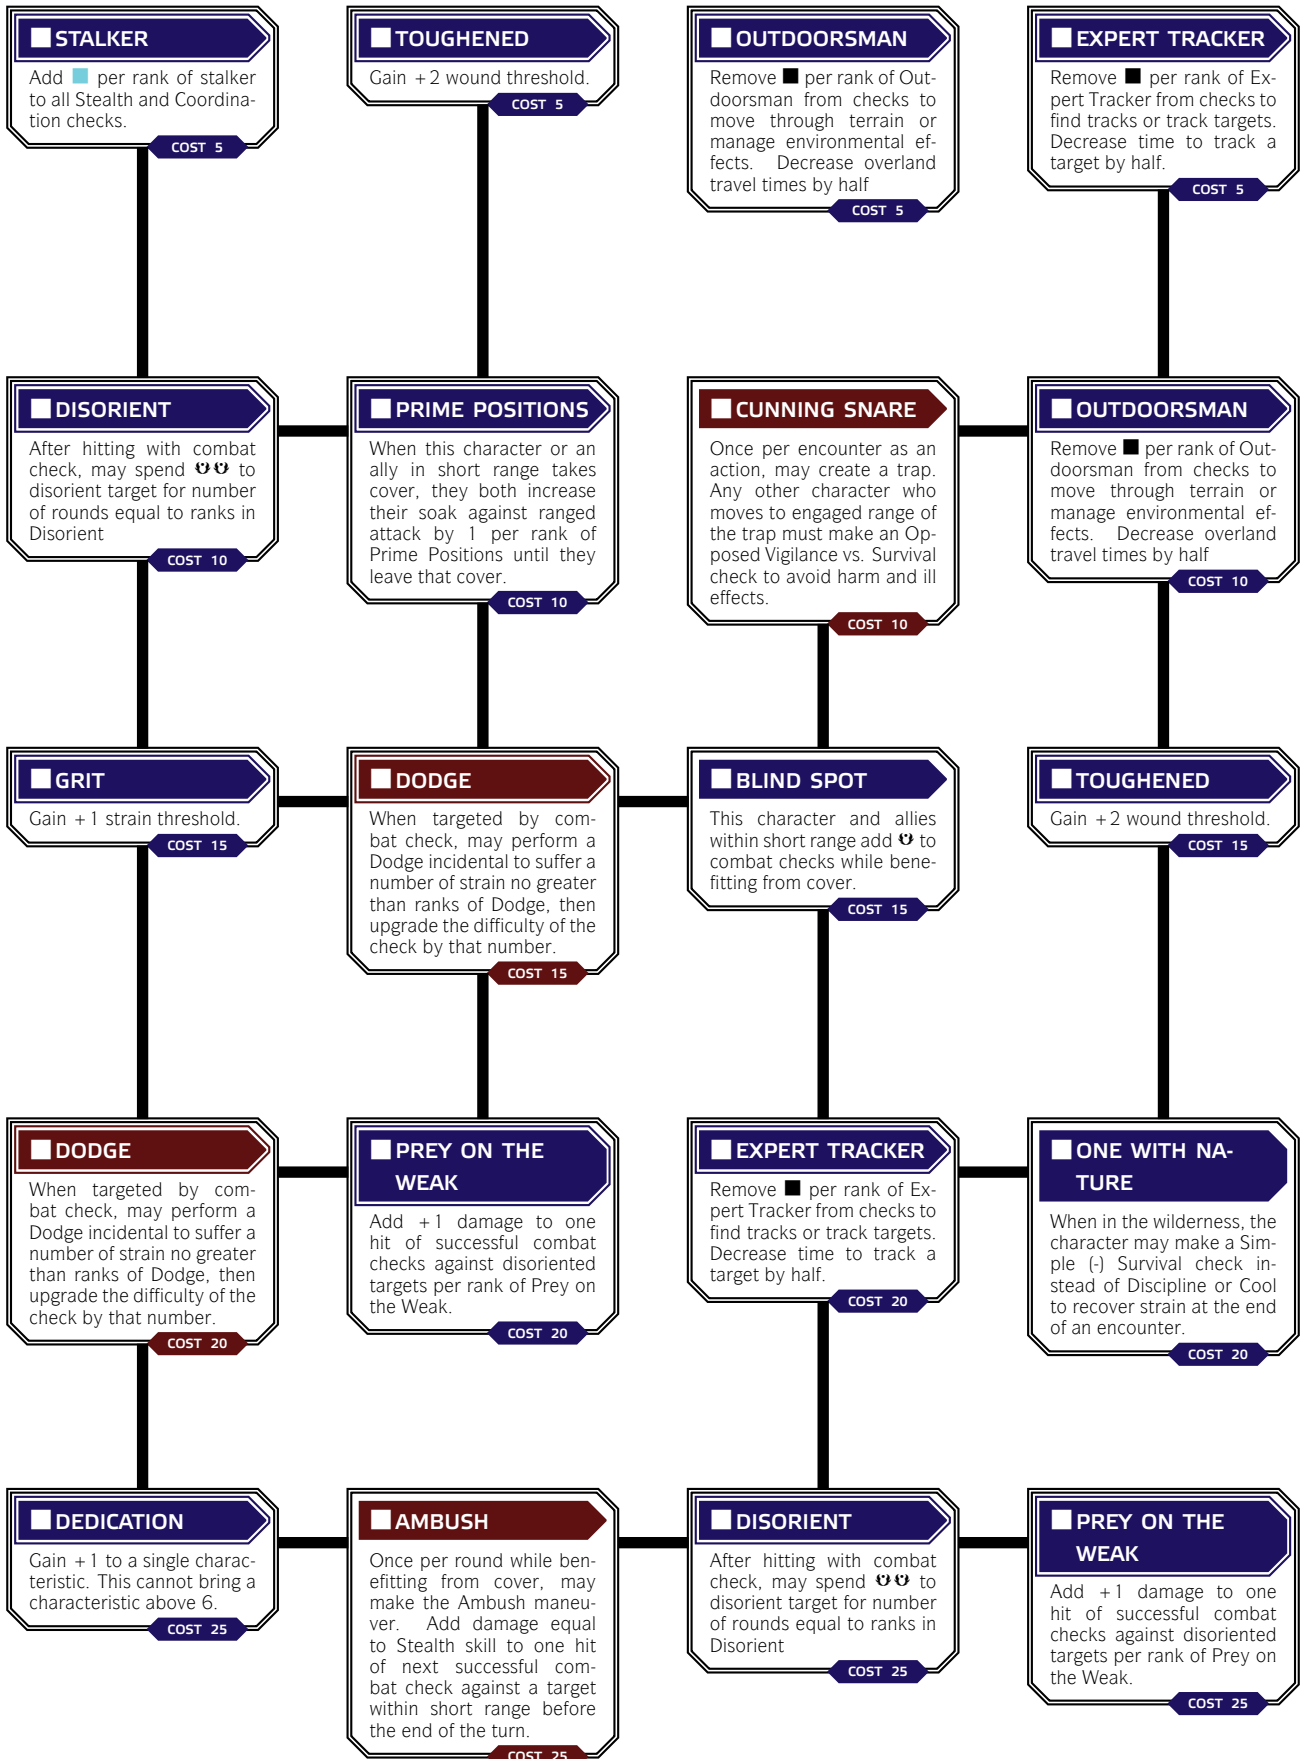 STALKER
Add per rank of stalker
to all Stealth and Coordina-
tion checks.
COST 5
TOUGHENED
Gain +2 wound threshold.
COST 5
OUTDOORSMAN
Remove per rank of Out-
doorsman from checks to
move through terrain or
manage environmental ef-
fects. Decrease overland
travel times by half
COST 5
EXPERT TRACKER
Remove per rank of Ex-
pert Tracker from checks to
find tracks or track targets.
Decrease time to track a
target by half.
COST 5
DISORIENT
After hitting with combat
check, may spend to
disorient target for number
of rounds equal to ranks in
Disorient
COST 10
PRIME POSITIONS
When this character or an
ally in short range takes
cover, they both increase
their soak against ranged
attack by 1 per rank of
Prime Positions until they
leave that cover.
COST 10
CUNNING SNARE
Once per encounter as an
action, may create a trap.
Any other character who
moves to engaged range of
the trap must make an Op-
posed Vigilance vs. Survival
check to avoid harm and ill
effects.
COST 10
OUTDOORSMAN
Remove per rank of Out-
doorsman from checks to
move through terrain or
manage environmental ef-
fects. Decrease overland
travel times by half
COST 10
GRIT
Gain +1 strain threshold.
COST 15
DODGE
When targeted by com-
bat check, may perform a
Dodge incidental to suffer a
number of strain no greater
than ranks of Dodge, then
upgrade the difficulty of the
check by that number.
COST 15
BLIND SPOT
This character and allies
within short range add to
combat checks while bene-
fitting from cover.
COST 15
TOUGHENED
Gain +2 wound threshold.
COST 15
DODGE
When targeted by com-
bat check, may perform a
Dodge incidental to suffer a
number of strain no greater
than ranks of Dodge, then
upgrade the difficulty of the
check by that number.
COST 20
PREY ON THE
WEAK
Add +1 damage to one
hit of successful combat
checks against disoriented
targets per rank of Prey on
the Weak.
COST 20
EXPERT TRACKER
Remove per rank of Ex-
pert Tracker from checks to
find tracks or track targets.
Decrease time to track a
target by half.
COST 20
ONE WITH NA-
TURE
When in the wilderness, the
character may make a Sim-
ple (-) Survival check in-
stead of Discipline or Cool
to recover strain at the end
of an encounter.
COST 20
DEDICATION
Gain +1 to a single charac-
teristic. This cannot bring a
characteristic above 6.
COST 25
AMBUSH
Once per round while ben-
efitting from cover, may
make the Ambush maneu-
ver. Add damage equal
to Stealth skill to one hit
of next successful com-
bat check against a target
within short range before
the end of the turn.
COST 25
DISORIENT
After hitting with combat
check, may spend to
disorient target for number
of rounds equal to ranks in
Disorient
COST 25
PREY ON THE
WEAK
Add +1 damage to one
hit of successful combat
checks against disoriented
targets per rank of Prey on
the Weak.
COST 25